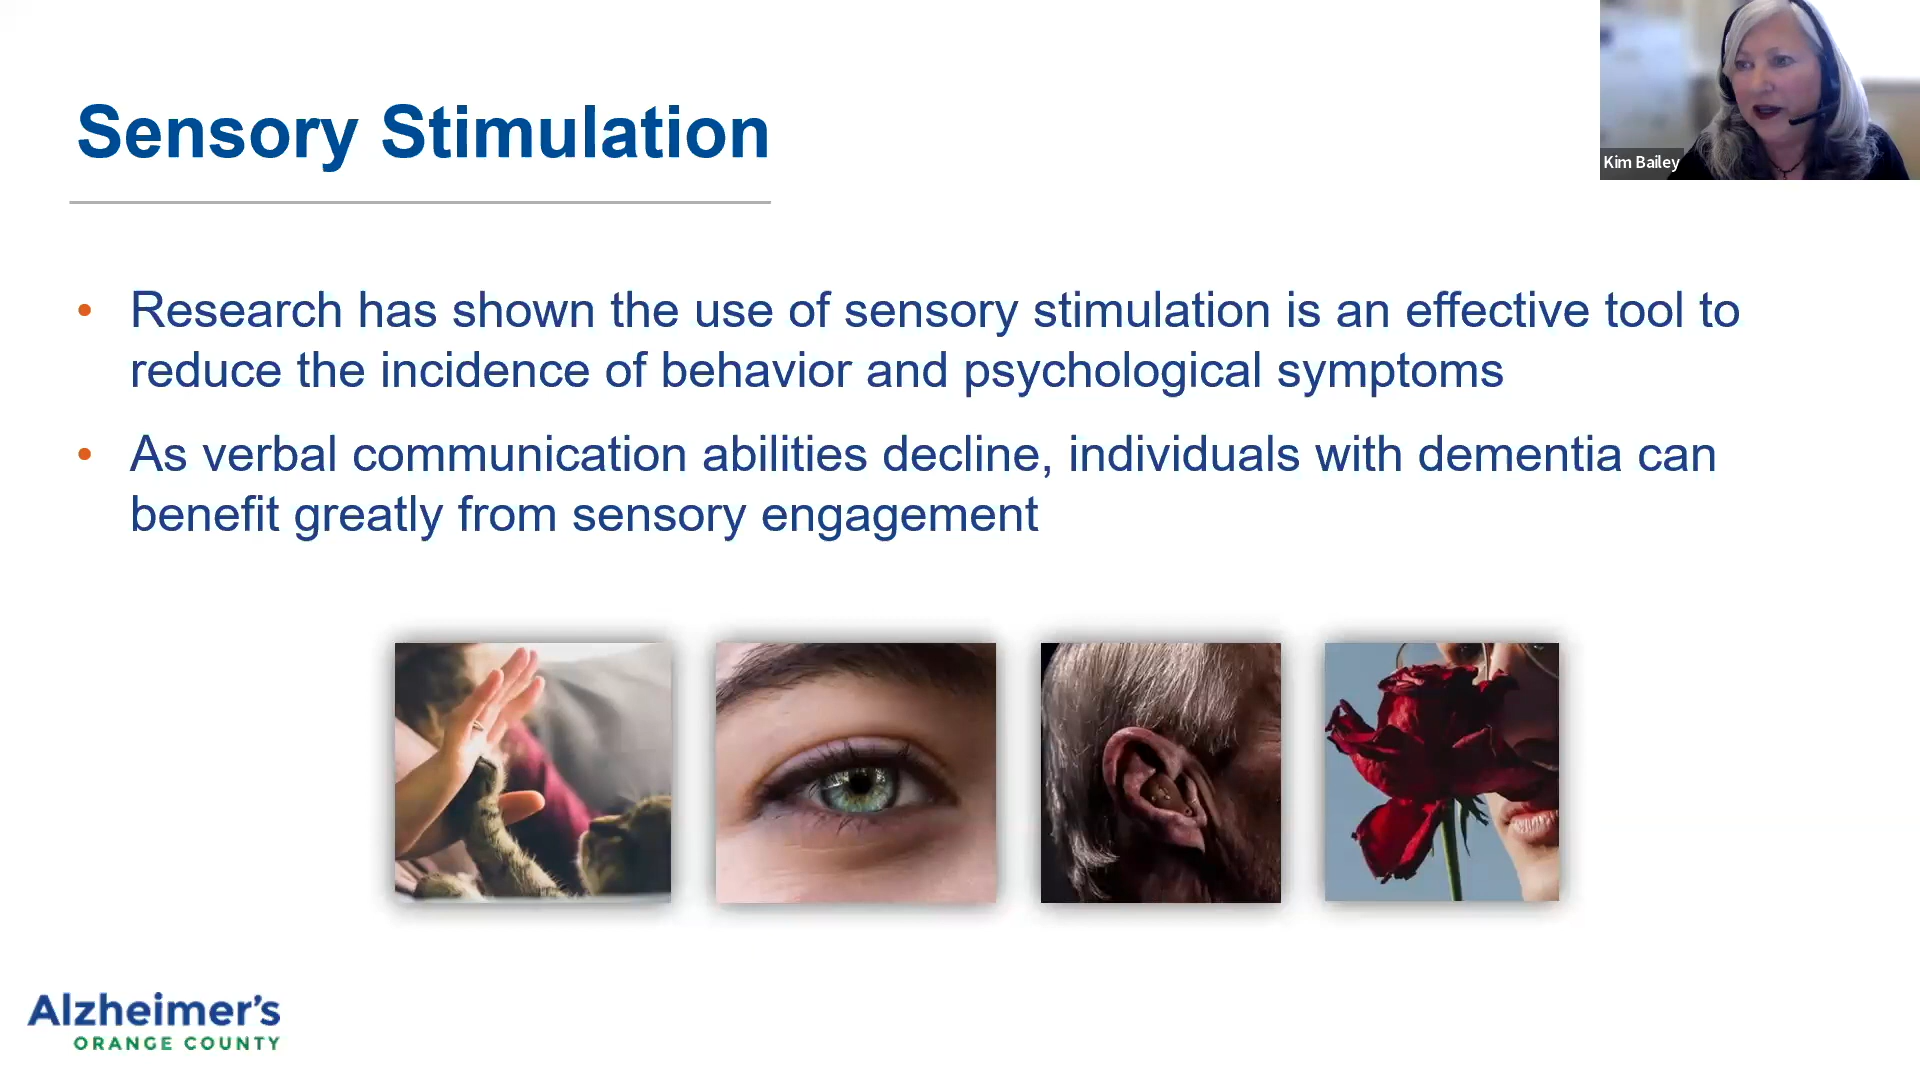 Sensory Stimulation
Kim Bailey
• Research has shown the use of sensory stimulation is an effective tool to
reduce the incidence of behavior and psychological symptoms
• As verbal communication abilities decline, individuals with dementia can
benefit greatly from sensory engagement
Alzheimer's
ORANGE COUNTY